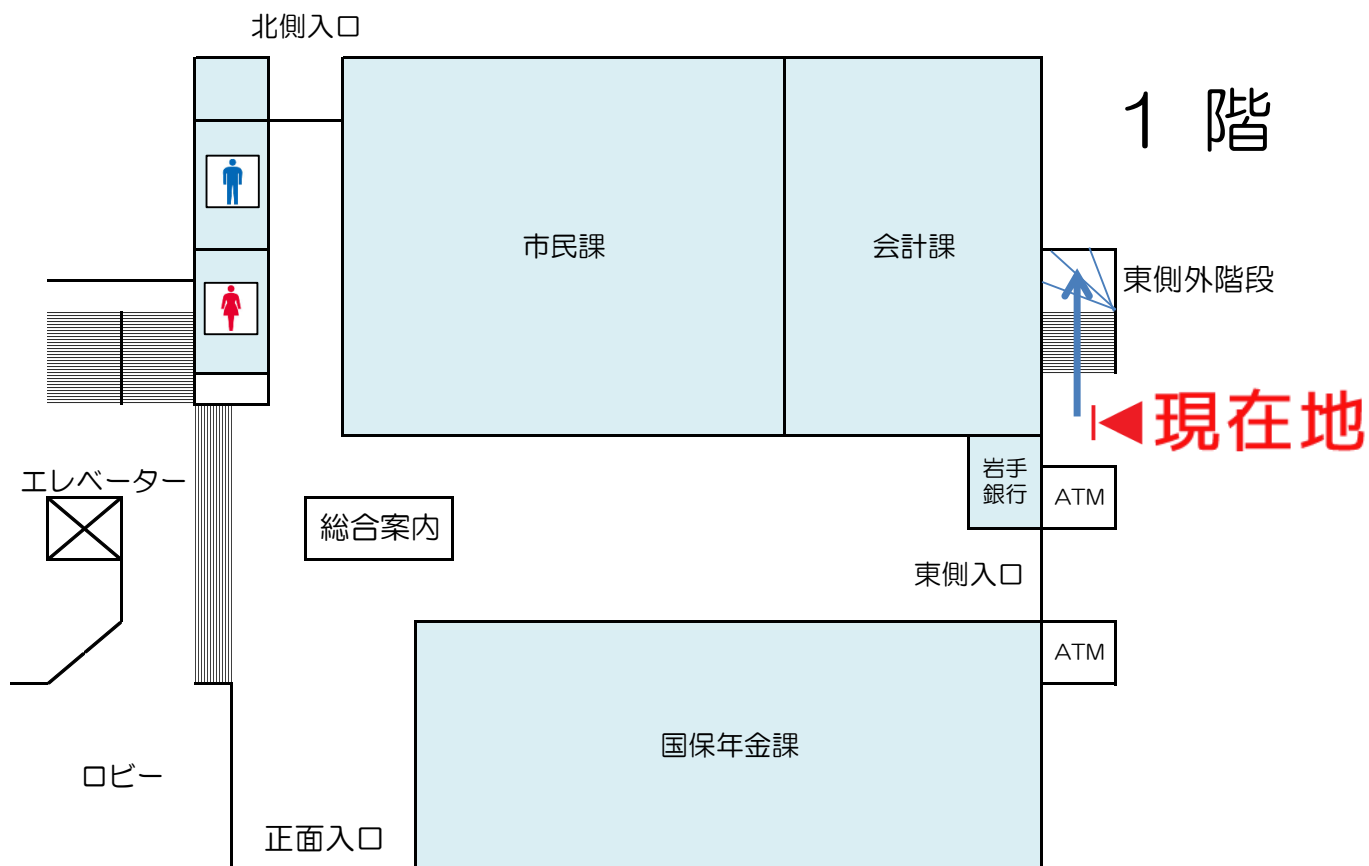 北側入口
1 階
市民課
会計課
東側外階段
現在地
エレベーター
岩手
銀行
ATM
総合案内
東側入口
ATM
国保年金課
ロビー
正面入口